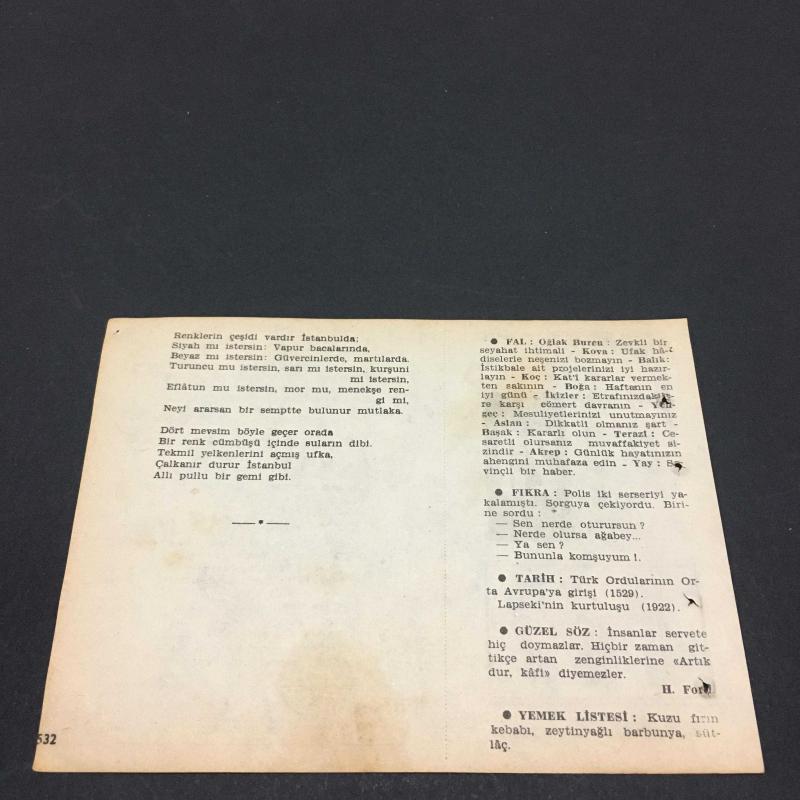 Renklerin çeşidi vardır İstanbulda;
Siyah mı istersin: Vapur bacalarında,
Beyaz mı istersin: Güvercinlerde, martılarda.
Turuncu mu istersin, sarı mı istersin, kurşuni
mi istersin,
Eflâtun mu istersin, mor mu, menekşe ren-
gi mi,
Neyi ararsan bir semptte bulunur mutlaka.
Dört mevsim böyle geçer orada
Bir renk cümbüşü içinde suların dibi.
Tekmil yelkenlerini açmış ufka,
Çalkanır durur İstanbul
Allı pullu bir gemi gibi.
532
● FAL : Oğlak Burcu : Zevkli bir
seyahat ihtimali - Kova : Ufak hâ-
diselerle neşenizi bozmayın - Balık:
İstikbale ait projelerinizi iyi hazır-
layın - Koç : Kat'î kararlar vermek-
ten sakının - Boğa : Haftanın en
iyi günü - İkizler : Etrafınızdakile-
re karşı cömert davranın - Yen-
geç : Mesuliyetlerinizi unutmayınız
- Aslan : Dikkatli olmanız şart -
Başak : Kararlı olun - Terazi : Ce-
saretli olursanız muvaffakiyet si-
zindir - Akrep : Günlük hayatınızın
ahengini muhafaza edin - Yay : Se-
vinçli bir haber.
● FIKRA : Polis iki serseriyi ya-
kalamıştı. Sorguya çekiyordu. Biri-
ne sordu :
— Sen nerde oturursun ?
— Nerde olursa ağabey...
— Ya sen ?
— Bununla komşuyum !.
● TARİH : Türk Ordularının Or-
ta Avrupa'ya girişi (1529).
Lapseki'nin kurtuluşu (1922).
● GÜZEL SÖZ : İnsanlar servete
hiç doymazlar. Hiçbir zaman git-
tikçe artan zenginliklerine «Artık
dur, kâfi» diyemezler.
H. Ford
● YEMEK LİSTESİ : Kuzu fırın
kebabı, zeytinyağlı barbunya, süt-
lâç.